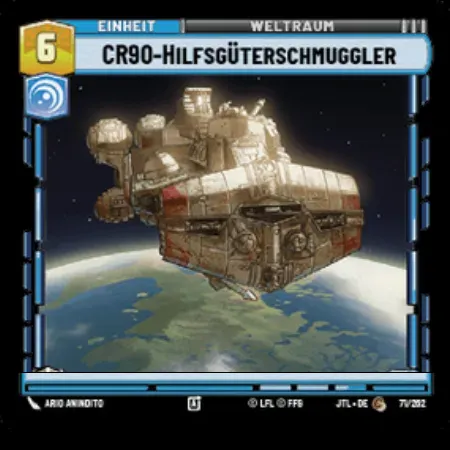 EINHEIT WELTRAUM
6 CR90-HILFSGÜTERSCHMUGGLER
ARIO ANINDITO A © LFL © FFG JTL • DE 71/262